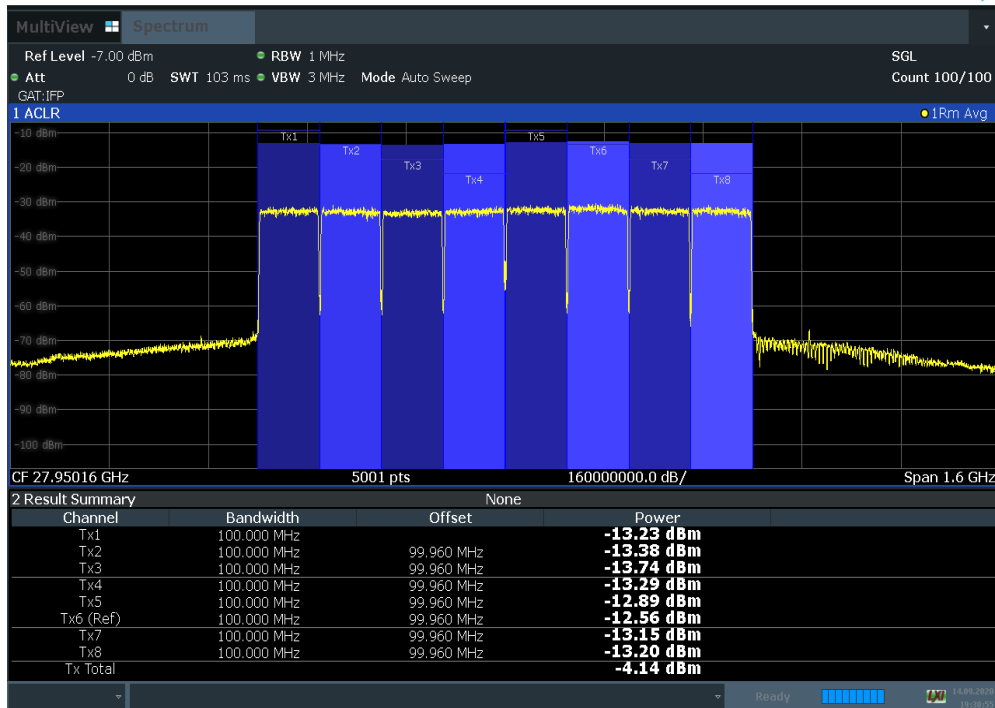 MultiView Spectrum
Ref Level -7.00 dBm RBW 1 MHz SGL
Att 0 dB SWT 103 ms VBW 3 MHz Mode Auto Sweep Count 100/100
GAT:IFP
1 ACLR 1Rm Avg
-10 dBm
Tx1 Tx5
Tx2 Tx6
Tx3 Tx7
-20 dBm
Tx4 Tx8
-30 dBm
-40 dBm
-50 dBm
-60 dBm
-70 dBm
-80 dBm
-90 dBm
-100 dBm
CF 27.95016 GHz 5001 pts 160000000.0 dB/ Span 1.6 GHz
2 Result Summary None
Channel Bandwidth Offset Power
Tx1 100.000 MHz -13.23 dBm
Tx2 100.000 MHz 99.960 MHz -13.38 dBm
Tx3 100.000 MHz 99.960 MHz -13.74 dBm
Tx4 100.000 MHz 99.960 MHz -13.29 dBm
Tx5 100.000 MHz 99.960 MHz -12.89 dBm
Tx6 (Ref) 100.000 MHz 99.960 MHz -12.56 dBm
Tx7 100.000 MHz 99.960 MHz -13.15 dBm
Tx8 100.000 MHz 99.960 MHz -13.20 dBm
Tx Total -4.14 dBm
Ready LXI 14.09.2020
19:30:55